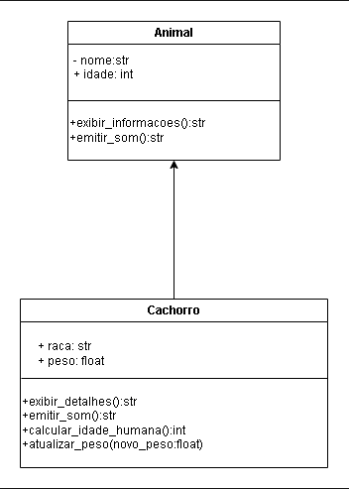 Animal
- nome:str
+ idade: int
+exibir_informacoes():str
+emitir_som():str
Cachorro
+ raca: str
+ peso: float
+exibir_detalhes():str
+emitir_som():str
+calcular_idade_humana():int
+atualizar_peso(novo_peso:float)